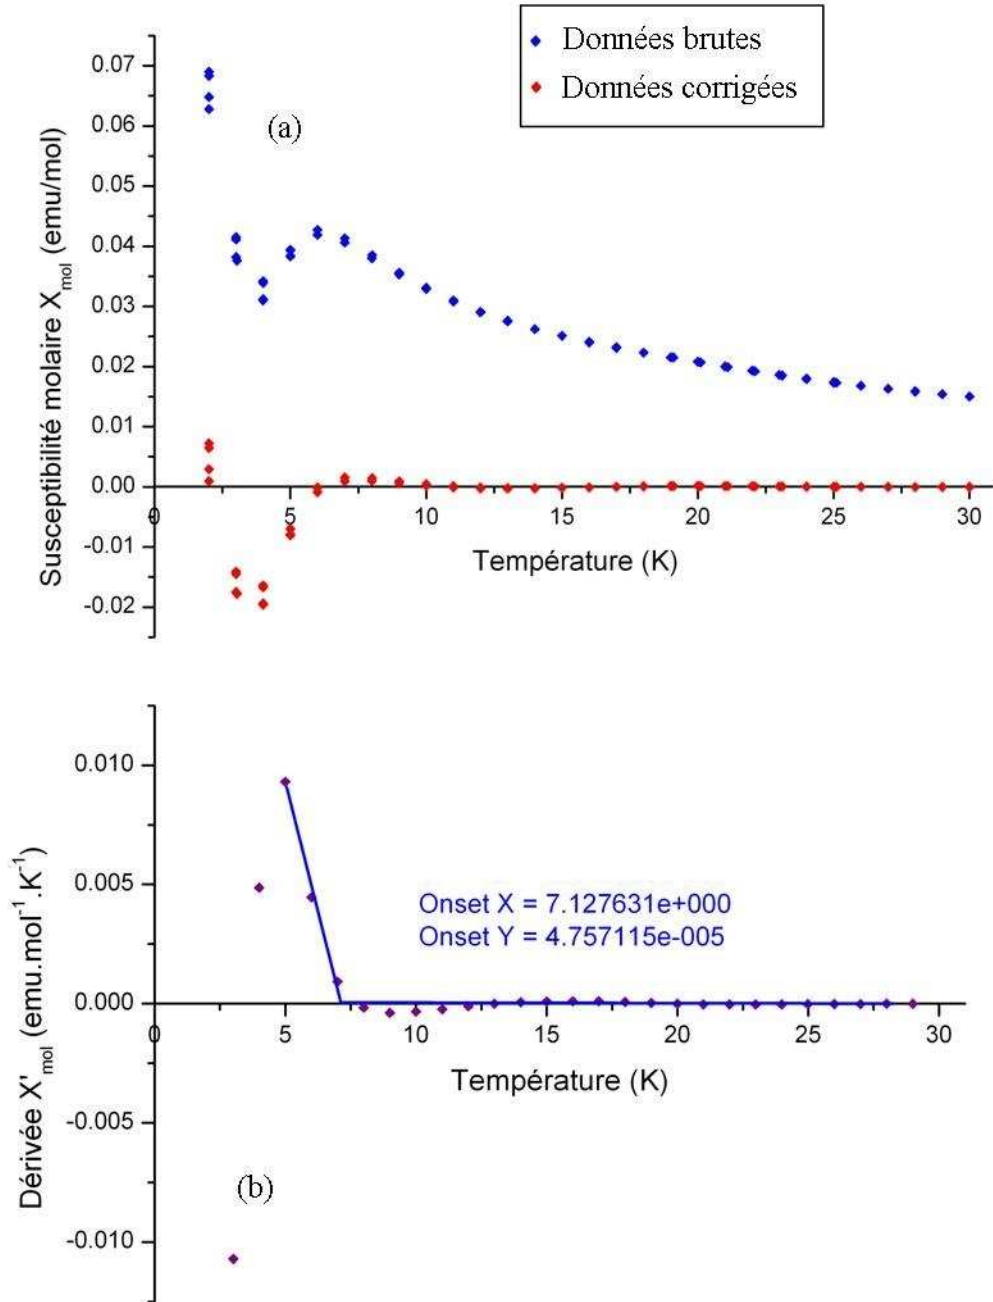 Données brutes
Données corrigées
(a)
Susceptibilité molaire X_mol (emu/mol)
0.07
0.06
0.05
0.04
0.03
0.02
0.01
0.00
-0.01
-0.02
0 5 10 15 20 25 30
Température (K)
Dérivée X'_mol (emu.mol^-1.K^-1)
0.010
0.005
0.000
-0.005
-0.010
Onset X = 7.127631e+000
Onset Y = 4.757115e-005
0 5 10 15 20 25 30
Température (K)
(b)